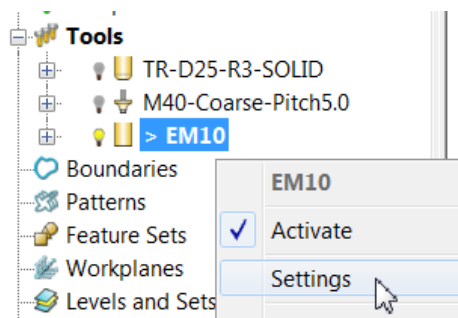 Tools
TR-D25-R3-SOLID
M40-Coarse-Pitch5.0
> EM10
Boundaries
EM10
Patterns
Feature Sets
Activate
Workplanes
Settings
Levels and Sets